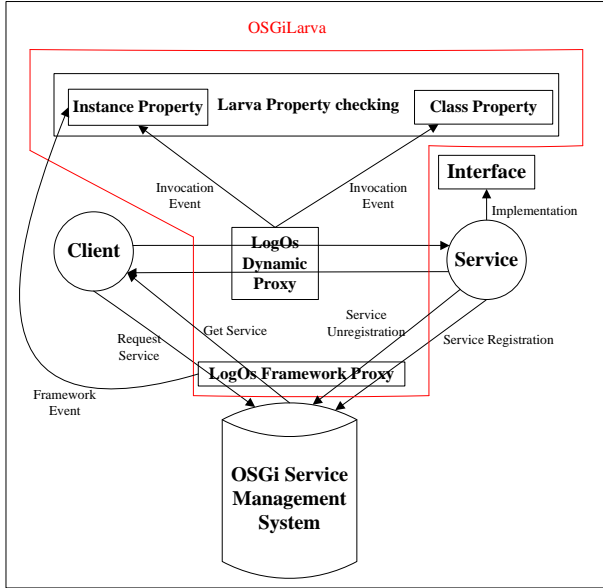 OSGiLarva
Instance Property
Larva Property checking
Class Property
Invocation
Event
Invocation
Event
Interface
Implementation
Client
LogOs
Dynamic
Proxy
Service
Request
Service
Get Service
Service
Unregistration
Service Registration
Framework
Event
LogOs Framework Proxy
OSGi Service
Management
System